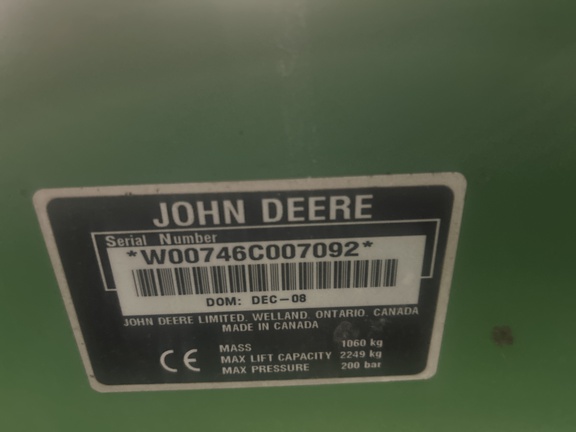 JOHN DEERE
Serial Number
*W00746C007092*
DOM: DEC-08
JOHN DEERE LIMITED, WELLAND, ONTARIO, CANADA
MADE IN CANADA
CE
MASS 1060 kg
MAX LIFT CAPACITY 2249 kg
MAX PRESSURE 200 bar